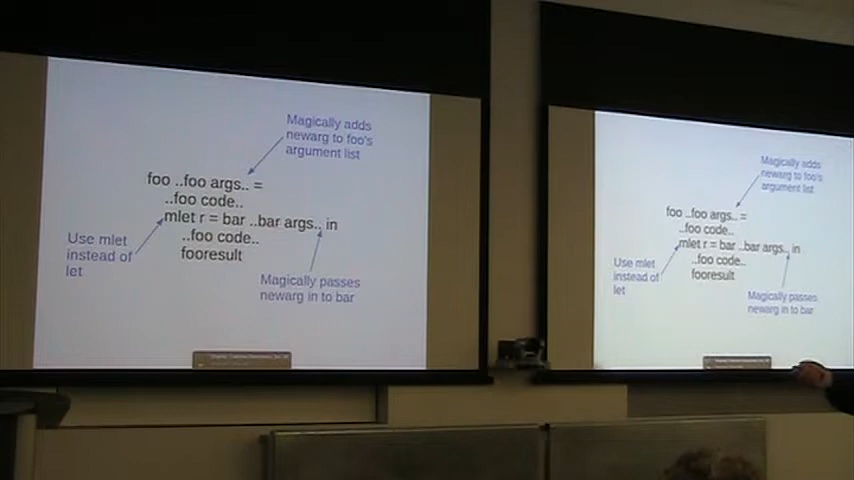 Magically adds
newarg to foo's
argument list
foo ..foo args.. =
..foo code..
mlet r = bar ..bar args.. in
..foo code..
fooresult
Use mlet
instead of
let
Magically passes
newarg in to bar
Magically adds
newarg to foo's
argument list
foo ..foo args.. =
..foo code..
mlet r = bar ..bar args.. in
..foo code..
fooresult
Use mlet
instead of
let
Magically passes
newarg in to bar